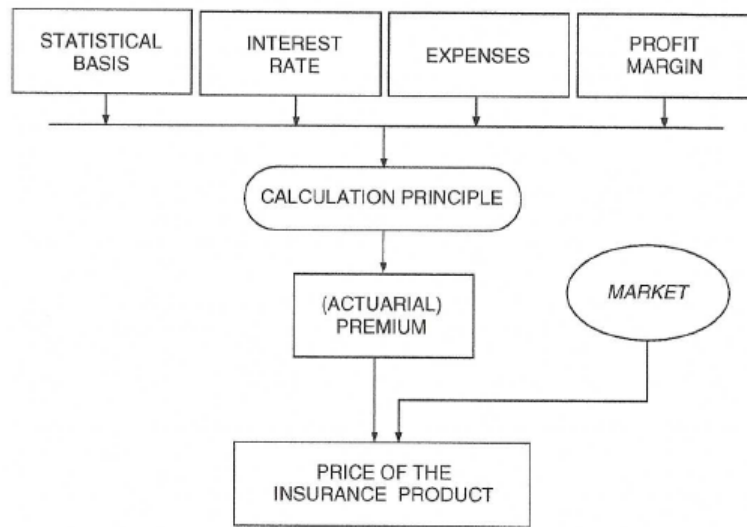 STATISTICAL
BASIS
INTEREST
RATE
EXPENSES
PROFIT
MARGIN
CALCULATION PRINCIPLE
(ACTUARIAL)
PREMIUM
MARKET
PRICE OF THE
INSURANCE PRODUCT